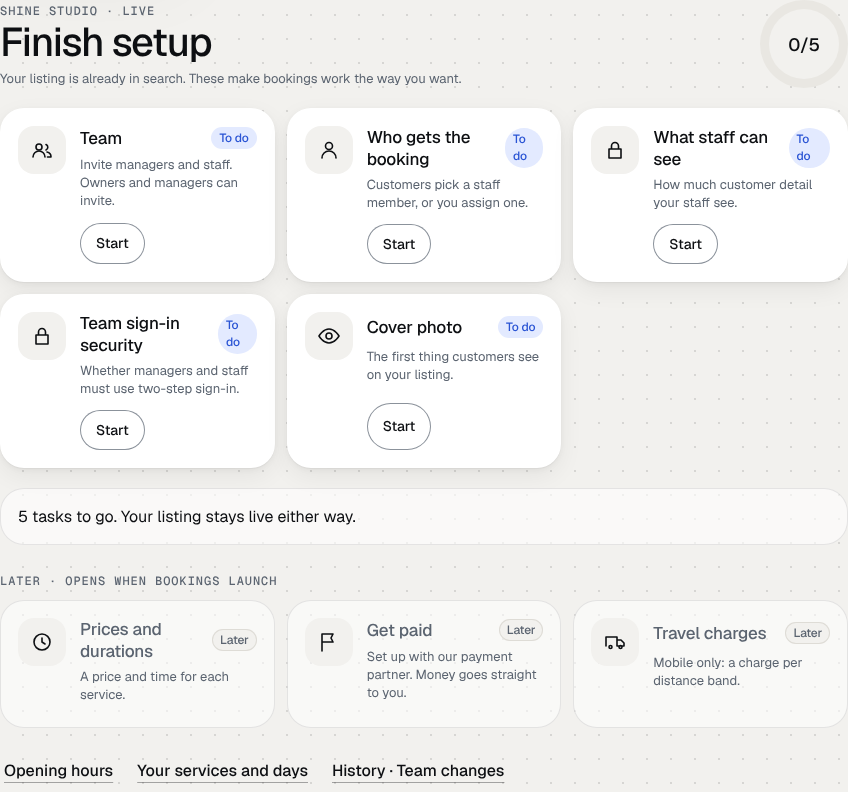 SHINE STUDIO · LIVE
Finish setup
0/5
Your listing is already in search. These make bookings work the way you want.
Team
To do
Invite managers and staff.
Owners and managers can
invite.
Start
Who gets the
booking
To
do
Customers pick a staff
member, or you assign one.
Start
What staff can
see
To
do
How much customer detail
your staff see.
Start
Team sign-in
security
To
do
Whether managers and staff
must use two-step sign-in.
Start
Cover photo
To do
The first thing customers see
on your listing.
Start
5 tasks to go. Your listing stays live either way.
LATER · OPENS WHEN BOOKINGS LAUNCH
Prices and
durations
Later
A price and time for each
service.
Get paid
Later
Set up with our payment
partner. Money goes straight
to you.
Travel charges
Later
Mobile only: a charge per
distance band.
Opening hours
Your services and days
History · Team changes